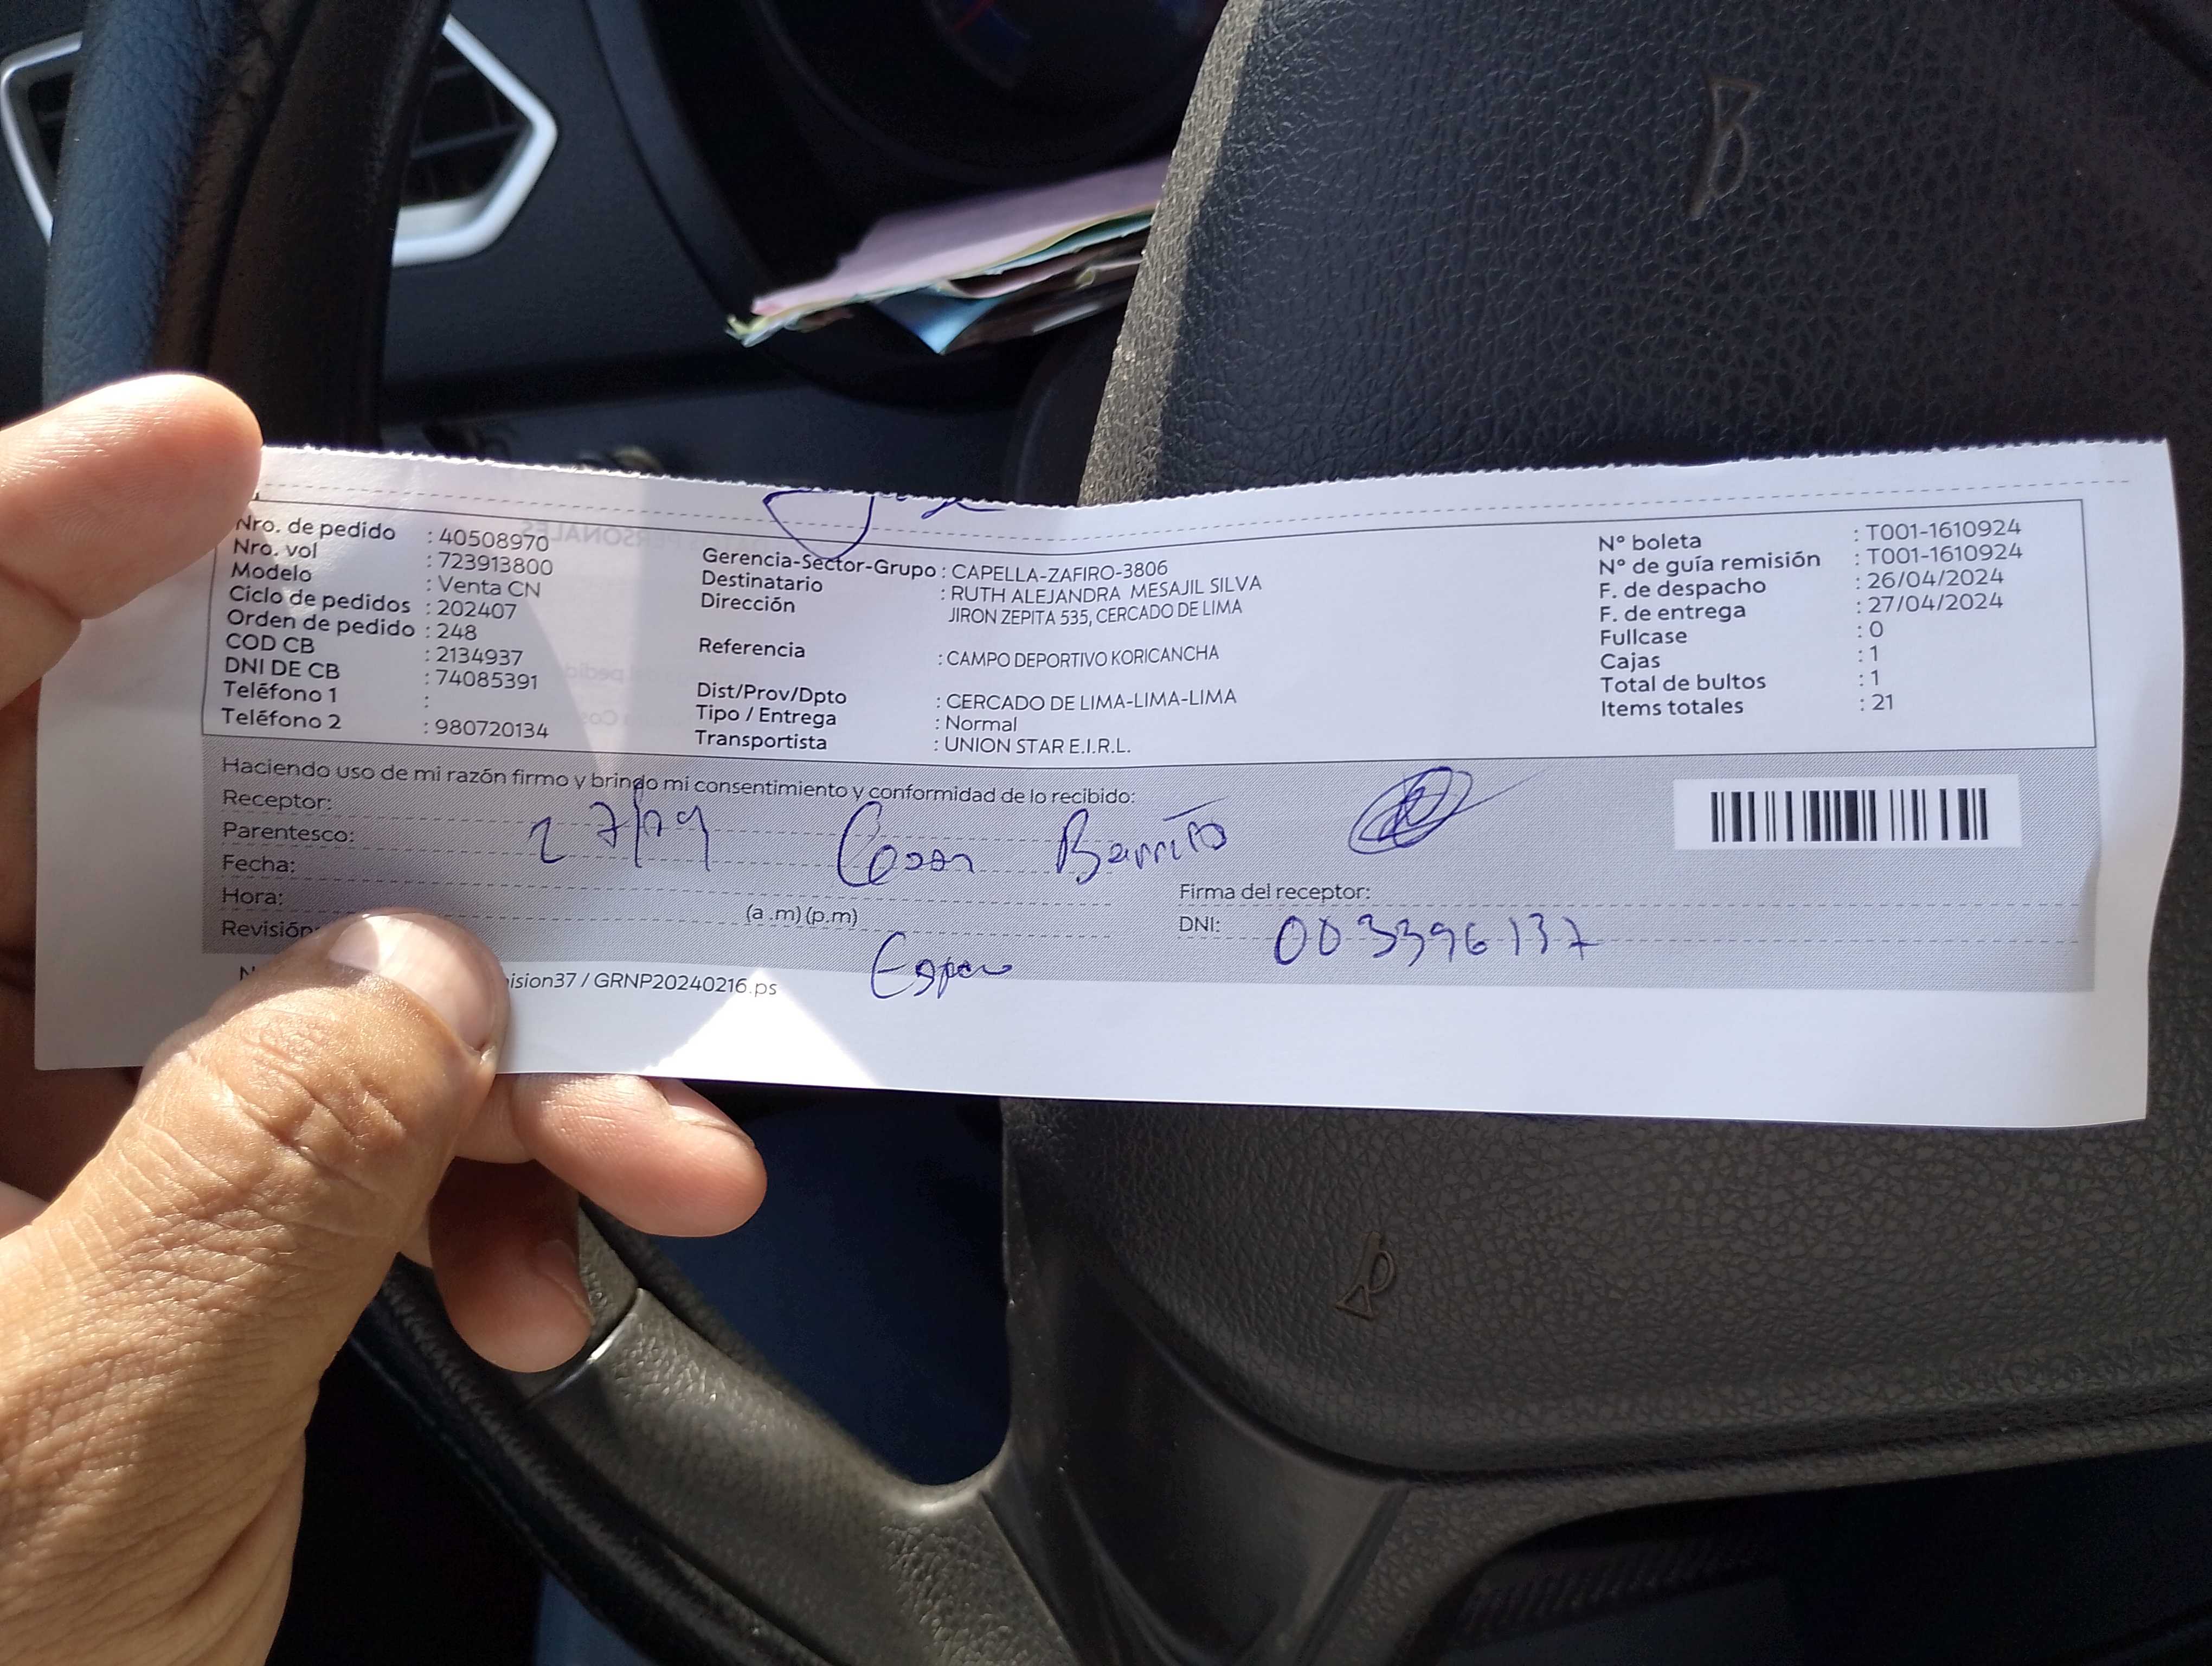 Nro. de pedido : 40508970
Nro. vol : 723913800
Modelo : Venta CN
Ciclo de pedidos : 202407
Orden de pedido : 248
COD CB : 2134937
DNI DE CB : 74085391
Teléfono 1 :
Teléfono 2 : 980720134
Gerencia-Sector-Grupo : CAPELLA-ZAFIRO-3806
Destinatario : RUTH ALEJANDRA MESAJIL SILVA
Dirección JIRON ZEPITA 535, CERCADO DE LIMA
Referencia : CAMPO DEPORTIVO KORICANCHA
Dist/Prov/Dpto : CERCADO DE LIMA-LIMA-LIMA
Tipo / Entrega : Normal
Transportista : UNION STAR E.I.R.L.
N° boleta : T001-1610924
N° de guía remisión : T001-1610924
F. de despacho : 26/04/2024
F. de entrega : 27/04/2024
Fullcase : 0
Cajas : 1
Total de bultos : 1
Items totales : 21
Haciendo uso de mi razón firmo y brindo mi consentimiento y conformidad de lo recibido:
Receptor:
Parentesco:
Fecha:
Hora: (a .m) (p.m)
Revisión:
Firma del receptor:
DNI: 003396137
ision37 / GRNP20240216.ps